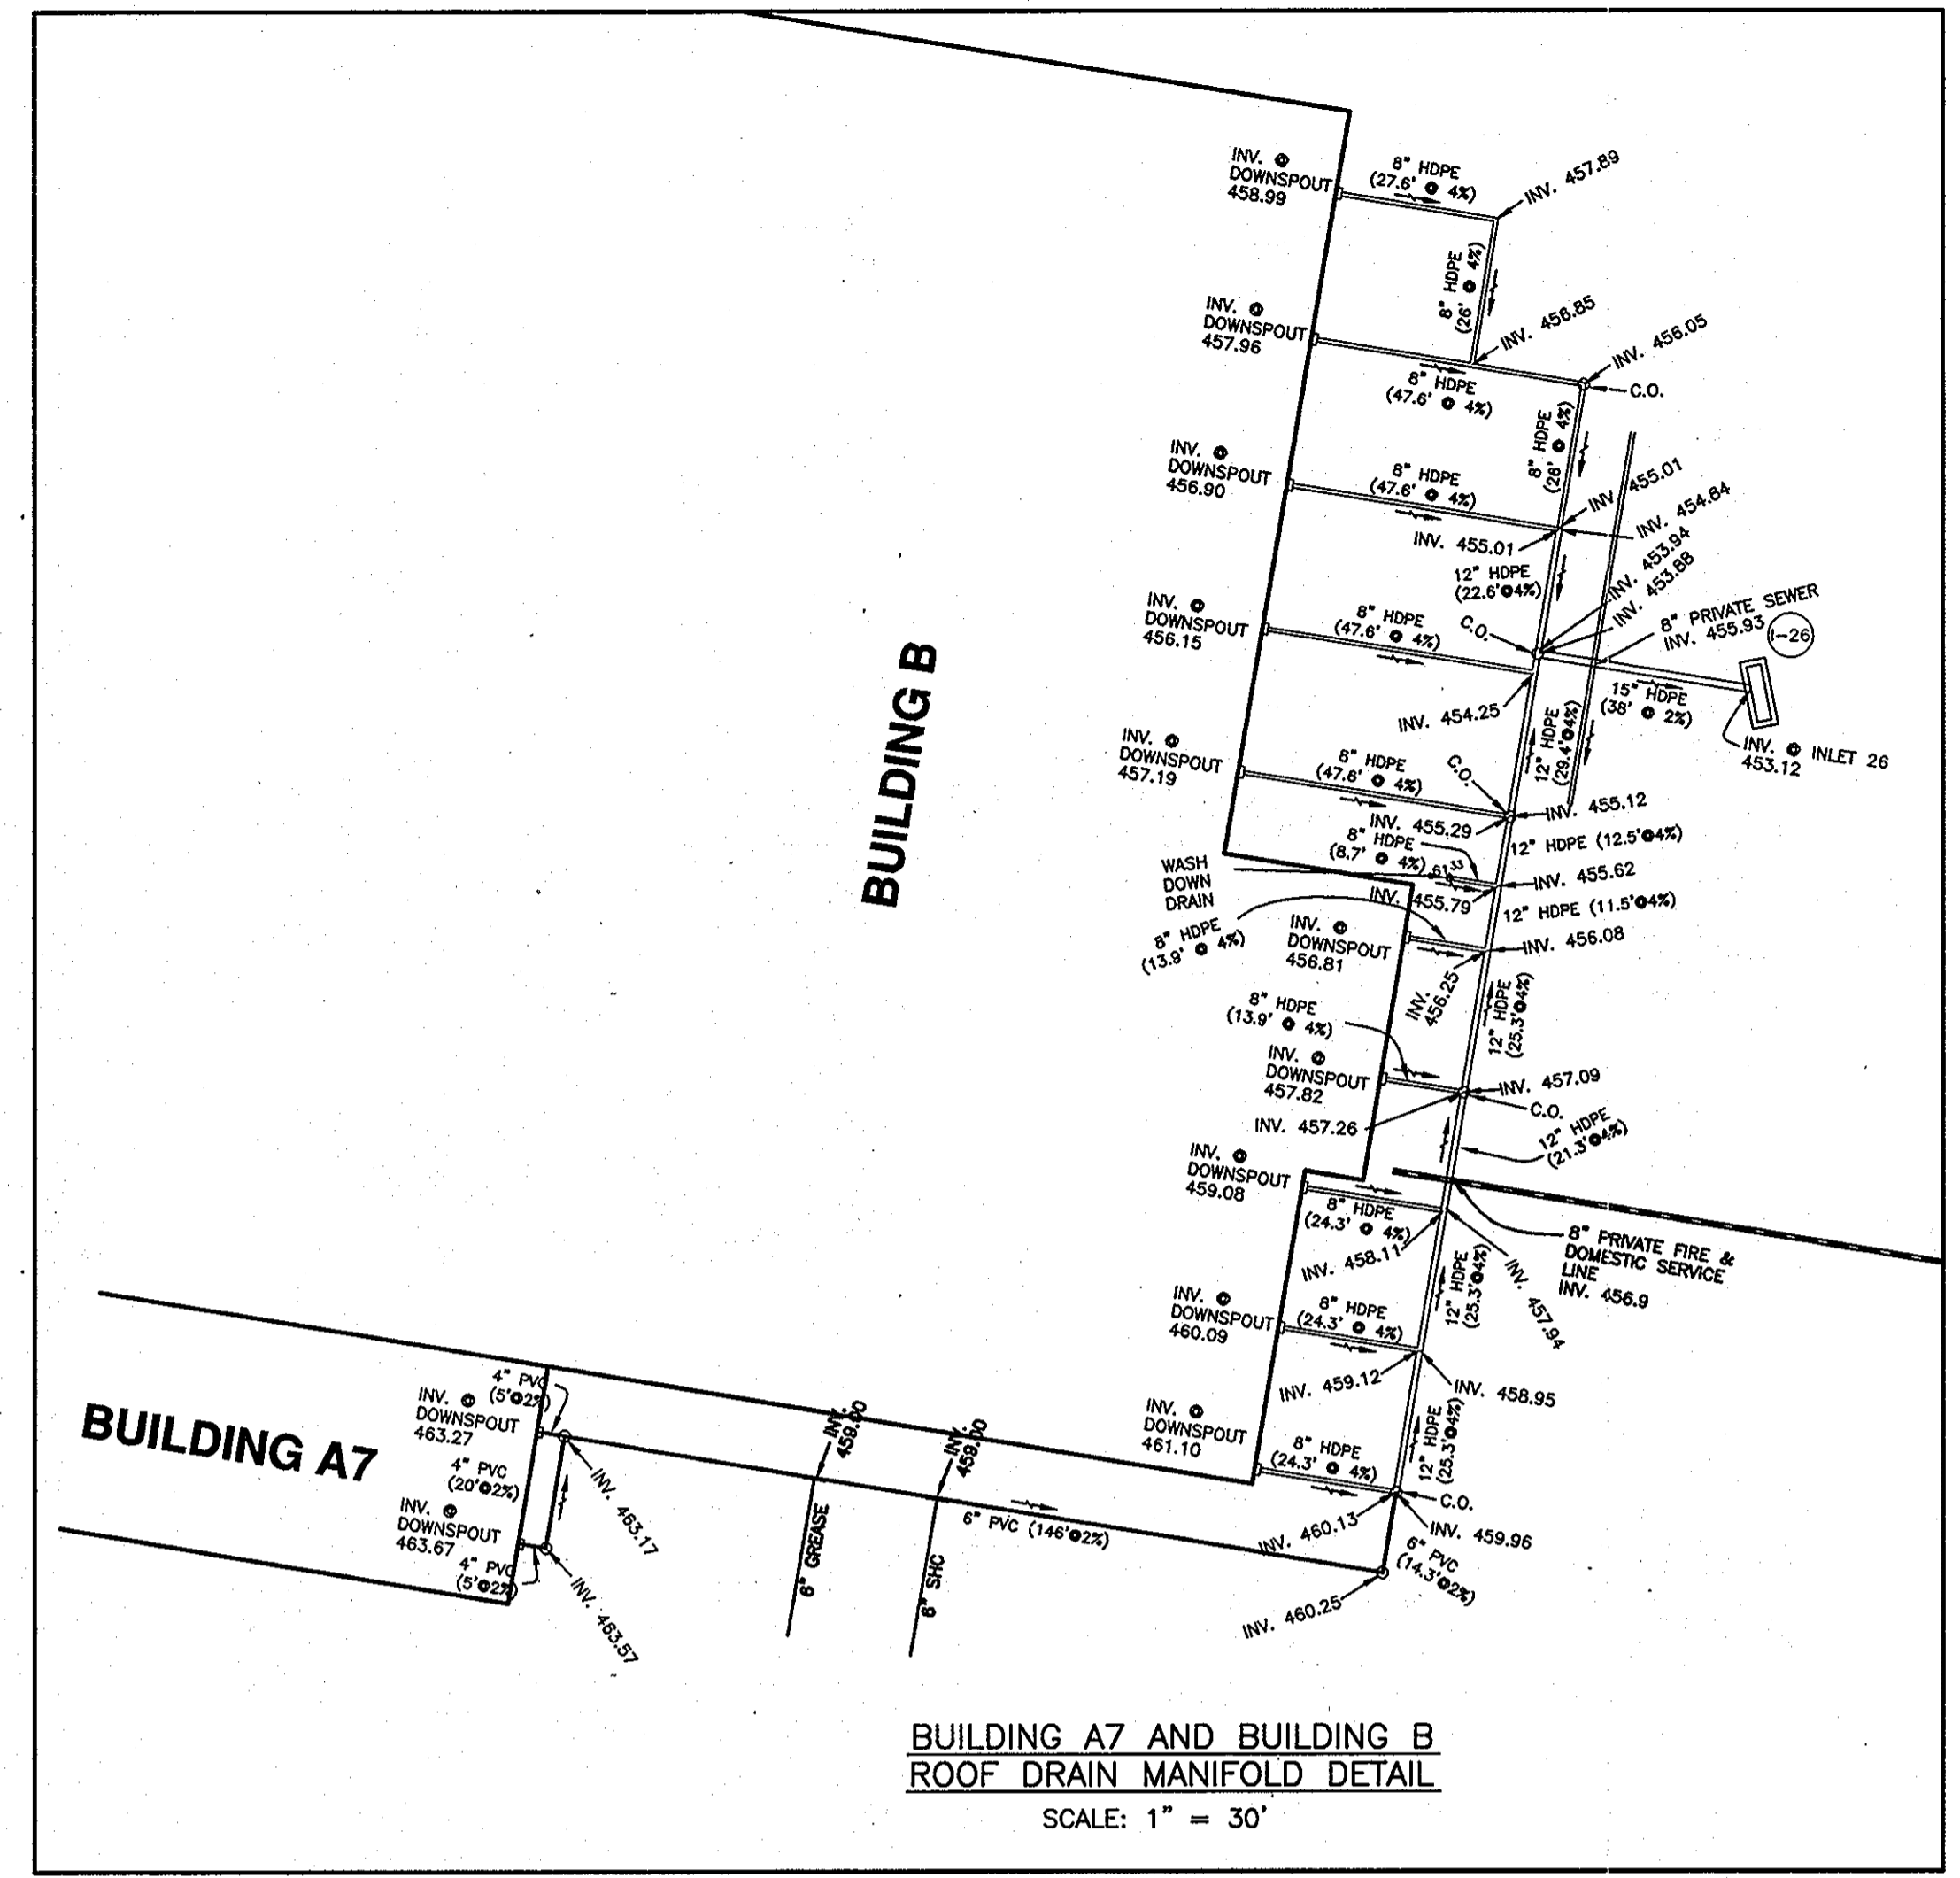 INV. @
DOWNSPOUT
458.99
8" HDPE
(27.6' @ 4%)
INV. 457.89
8" HDPE
(26' @ 4%)
INV. @
DOWNSPOUT
457.96
INV. 456.85
INV. 456.05
C.O.
8" HDPE
(47.6' @ 4%)
8" HDPE
(26' @ 4%)
INV. @
DOWNSPOUT
456.90
8" HDPE
(47.6' @ 4%)
INV. 455.01
INV. 454.84
INV. 455.01
INV. 453.94
INV. 453.88
12" HDPE
(22.6'@4%)
8" PRIVATE SEWER
INV. 455.93
I-26
INV. @
DOWNSPOUT
456.15
8" HDPE
(47.6' @ 4%)
C.O.
INV. 454.25
15" HDPE
(38' @ 2%)
INV. @ INLET 26
453.12
12" HDPE
(29.4'@4%)
BUILDING B
INV. @
DOWNSPOUT
457.19
8" HDPE
(47.6' @ 4%)
C.O.
INV. 455.12
INV. 455.29
12" HDPE (12.5'@4%)
8" HDPE
(8.7' @ 4%)
61.33
WASH
DOWN
DRAIN
INV. 455.62
INV. 455.79
12" HDPE (11.5'@4%)
8" HDPE
(13.9' @ 4%)
INV. @
DOWNSPOUT
456.81
INV. 456.08
INV.
456.25
12" HDPE
(25.3'@4%)
8" HDPE
(13.9' @ 4%)
INV. @
DOWNSPOUT
457.82
INV. 457.09
C.O.
INV. 457.26
12" HDPE
(21.3'@4%)
INV. @
DOWNSPOUT
459.08
8" HDPE
(24.3' @ 4%)
INV. 458.11
INV. 457.94
8" PRIVATE FIRE &
DOMESTIC SERVICE
LINE
INV. 456.9
12" HDPE
(25.3'@4%)
INV. @
DOWNSPOUT
460.09
8" HDPE
(24.3' @ 4%)
INV. 459.12
INV. 458.95
12" HDPE
(25.3'@4%)
INV. @
DOWNSPOUT
461.10
8" HDPE
(24.3' @ 4%)
C.O.
INV. 460.13
INV. 459.96
6" PVC
(14.3'@2%)
INV. 460.25
BUILDING A7
4" PVC
(5'@2%)
INV. @
DOWNSPOUT
463.27
4" PVC
(20'@2%)
INV. @
DOWNSPOUT
463.67
4" PVC
(5'@2%)
INV. 463.17
INV. 463.57
INV.
459.00
6" GREASE
INV.
459.00
6" SHC
6" PVC (146'@2%)
BUILDING A7 AND BUILDING B
ROOF DRAIN MANIFOLD DETAIL
SCALE: 1" = 30'